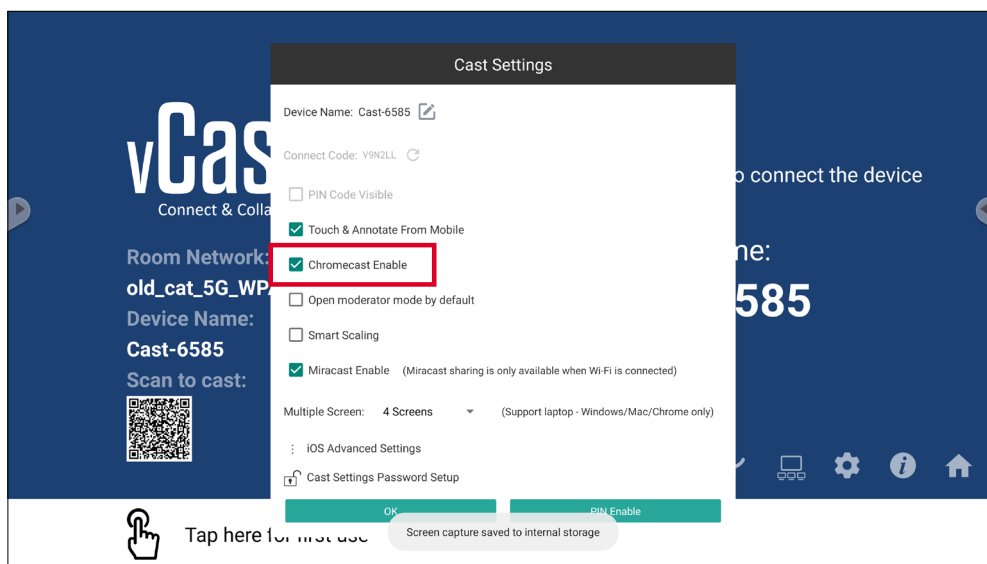 Cast Settings
Device Name: Cast-6585
Connect Code: V9N2LL
PIN Code Visible
Touch & Annotate From Mobile
Chromecast Enable
Open moderator mode by default
Smart Scaling
Miracast Enable (Miracast sharing is only available when Wi-Fi is connected)
Multiple Screen: 4 Screens (Support laptop - Windows/Mac/Chrome only)
iOS Advanced Settings
Cast Settings Password Setup
OK
PIN Enable
Screen capture saved to internal storage
vCas
Connect & Colla
Room Network:
old_cat_5G_WPA
Device Name:
Cast-6585
Scan to cast:
o connect the device
me:
585
Tap here for first use